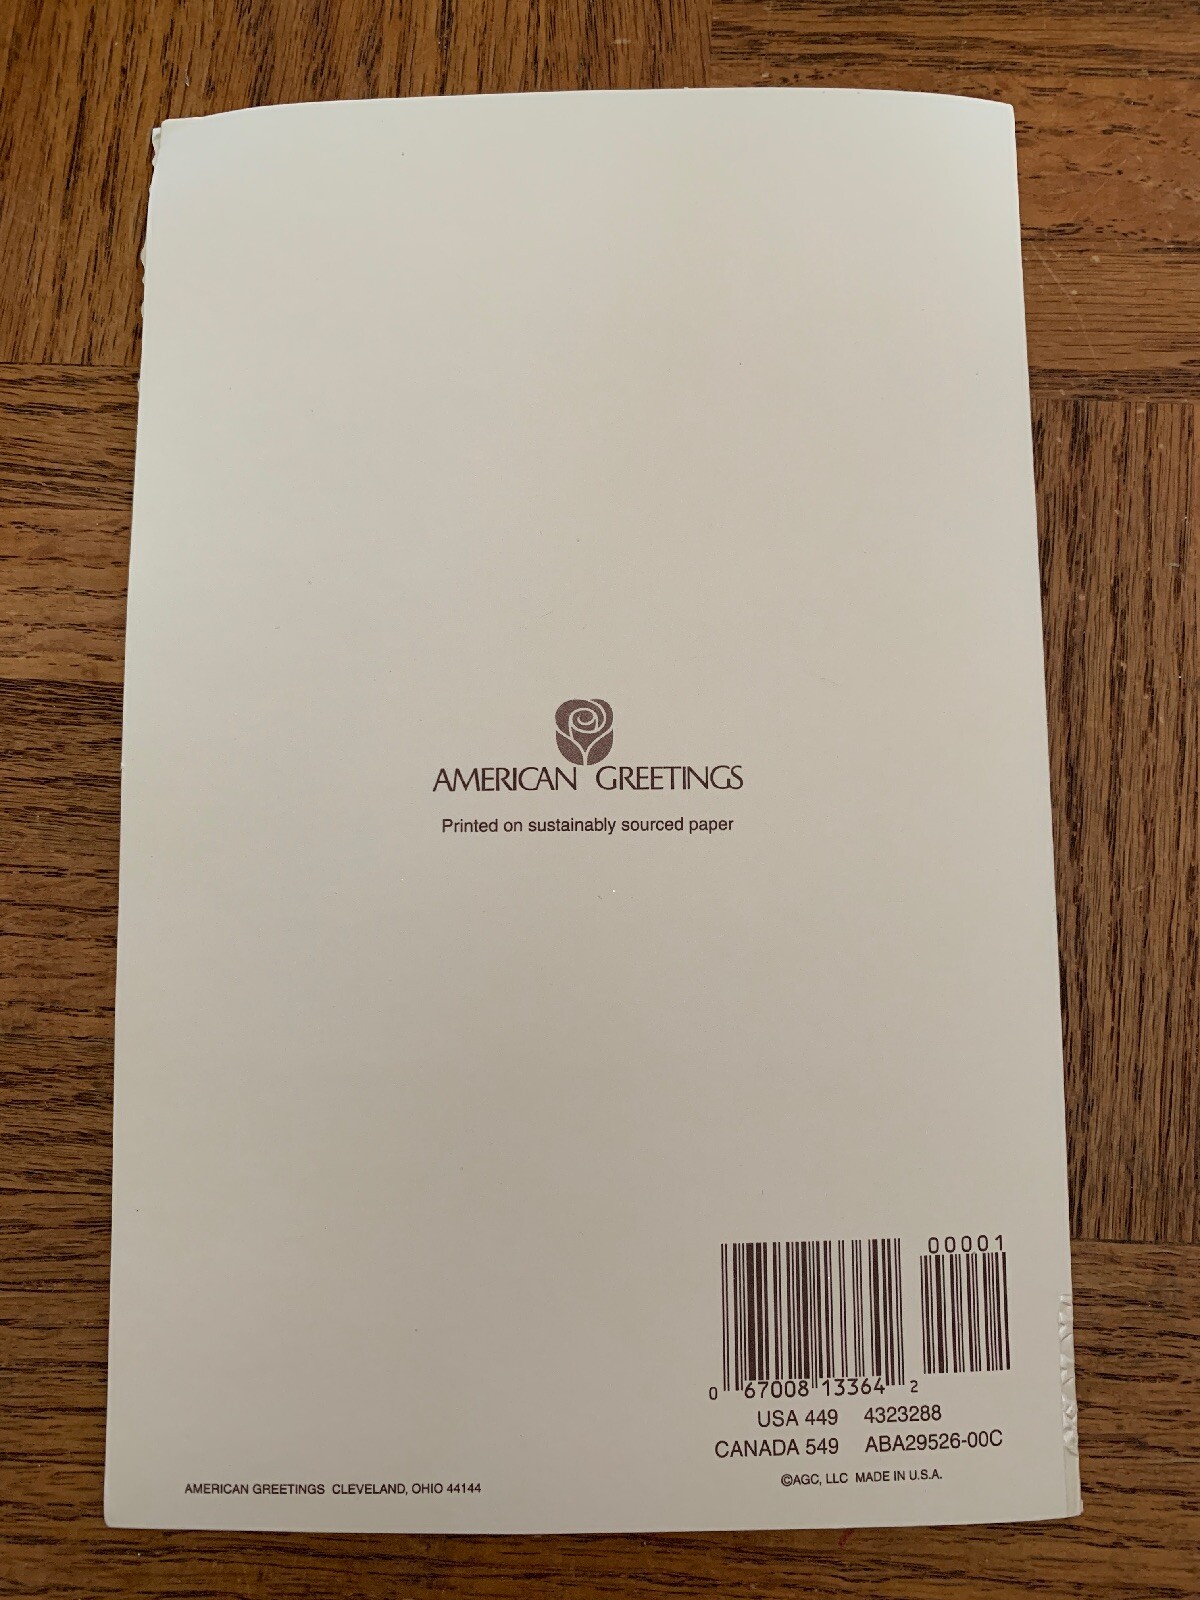 AMERICAN GREETINGS
Printed on sustainably sourced paper
00001
0 67008 13364 2
USA 449 4323288
CANADA 549 ABA29526-00C
©AGC, LLC MADE IN U.S.A.
AMERICAN GREETINGS CLEVELAND, OHIO 44144